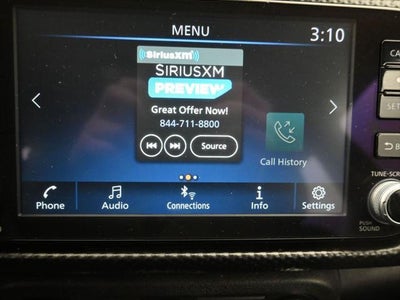 MENU
3:10
SiriusXM
SIRIUSXM
PREVIEW
Great Offer Now!
844-711-8800
Source
Call History
Phone
Audio
Connections
Info
Settings
TUNE-SCR
PUSH
SOUND